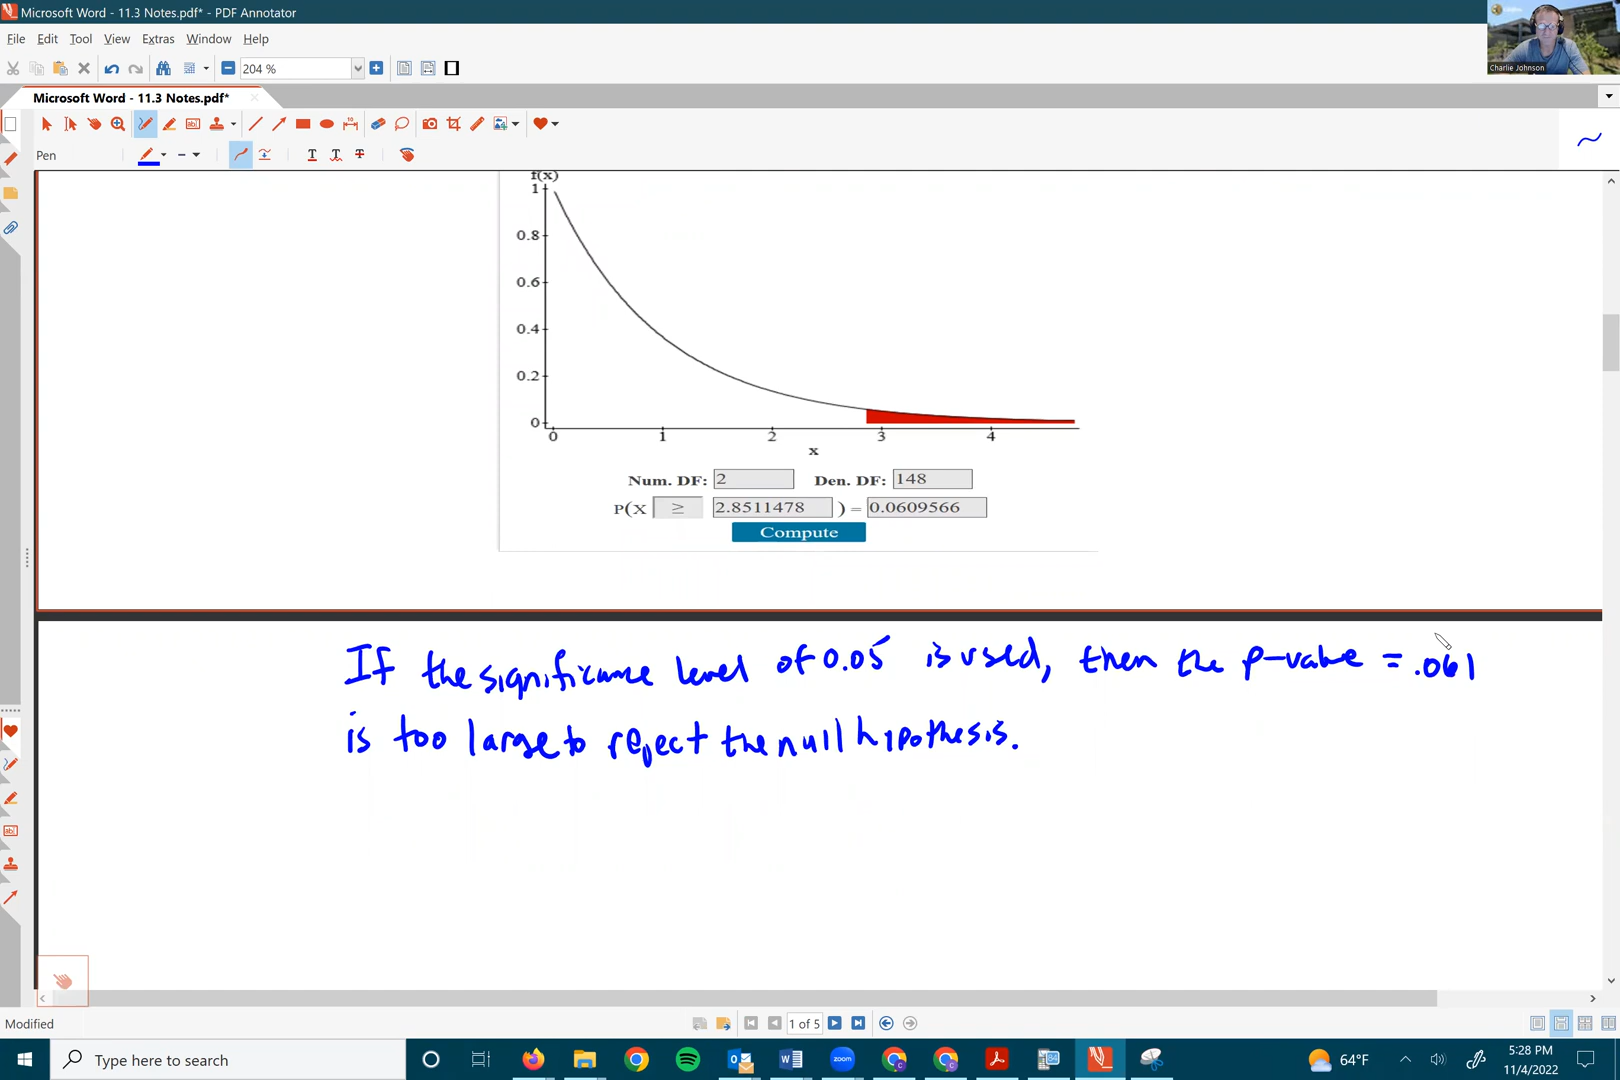 Microsoft Word - 11.3 Notes.pdf* - PDF Annotator
Charlie Johnson
File Edit Tool View Extras Window Help
204 %
Microsoft Word - 11.3 Notes.pdf*
Pen
f(x)
1
0.8
0.6
0.4
0.2
0
0 1 2 3 4
x
Num. DF: 2 Den. DF: 148
P(X ≥ 2.8511478 ) = 0.0609566
Compute
If the significance level of 0.05 is used, then the p-value = .061
is too large to reject the null hypothesis.
Modified
1 of 5
Type here to search
64°F
5:28 PM
11/4/2022